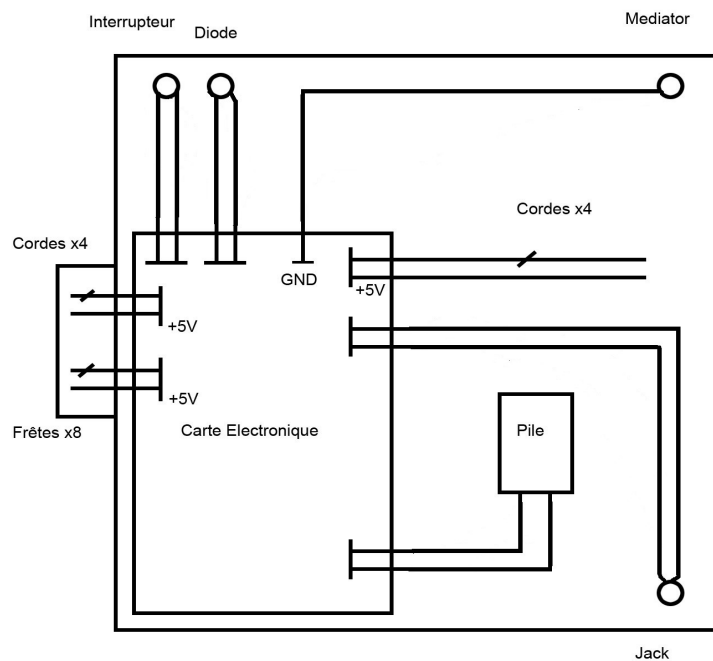 Interrupteur
Diode
Mediator
Cordes x4
Cordes x4
GND
+5V
+5V
+5V
Frêtes x8
Carte Electronique
Pile
Jack